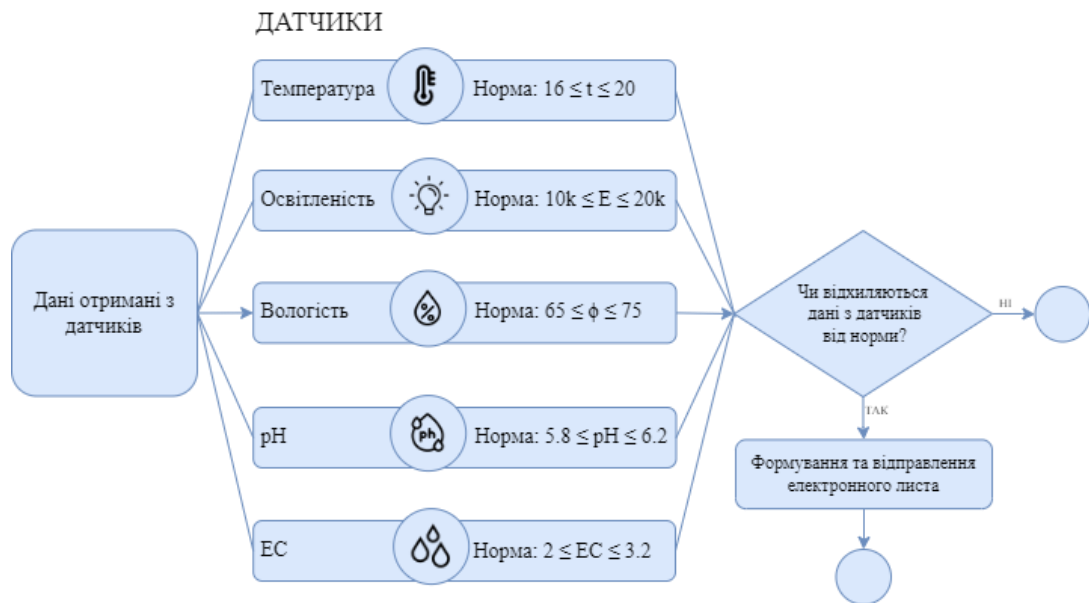 ДАТЧИКИ
Температура
Норма: 16 ≤ t ≤ 20
Освітленість
Норма: 10k ≤ E ≤ 20k
Дані отримані з
датчиків
Вологість
%
Норма: 65 ≤ ϕ ≤ 75
Чи відхиляються
дані з датчиків
від норми?
НІ
ТАК
pH
ph
Норма: 5.8 ≤ pH ≤ 6.2
Формування та відправлення
електронного листа
EC
Норма: 2 ≤ EC ≤ 3.2